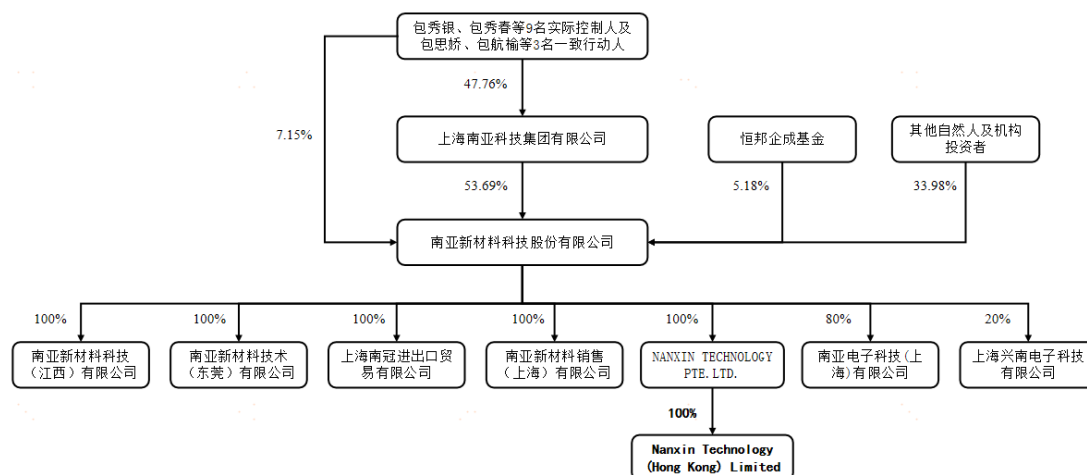 包秀银、包秀春等9名实际控制人及
包思娇、包航榆等3名一致行动人
47.76%
7.15%
上海南亚科技集团有限公司
恒邦企成基金
其他自然人及机构
投资者
53.69%
5.18%
33.98%
南亚新材料科技股份有限公司
100%
100%
100%
100%
100%
80%
20%
南亚新材料科技
（江西）有限公司
南亚新材料技术
（东莞）有限公司
上海南冠进出口贸
易有限公司
南亚新材料销售
（上海）有限公司
NANXIN TECHNOLOGY
PTE.LTD.
南亚电子科技(上
海)有限公司
上海兴南电子科技
有限公司
100%
Nanxin Technology
(Hong Kong) Limited